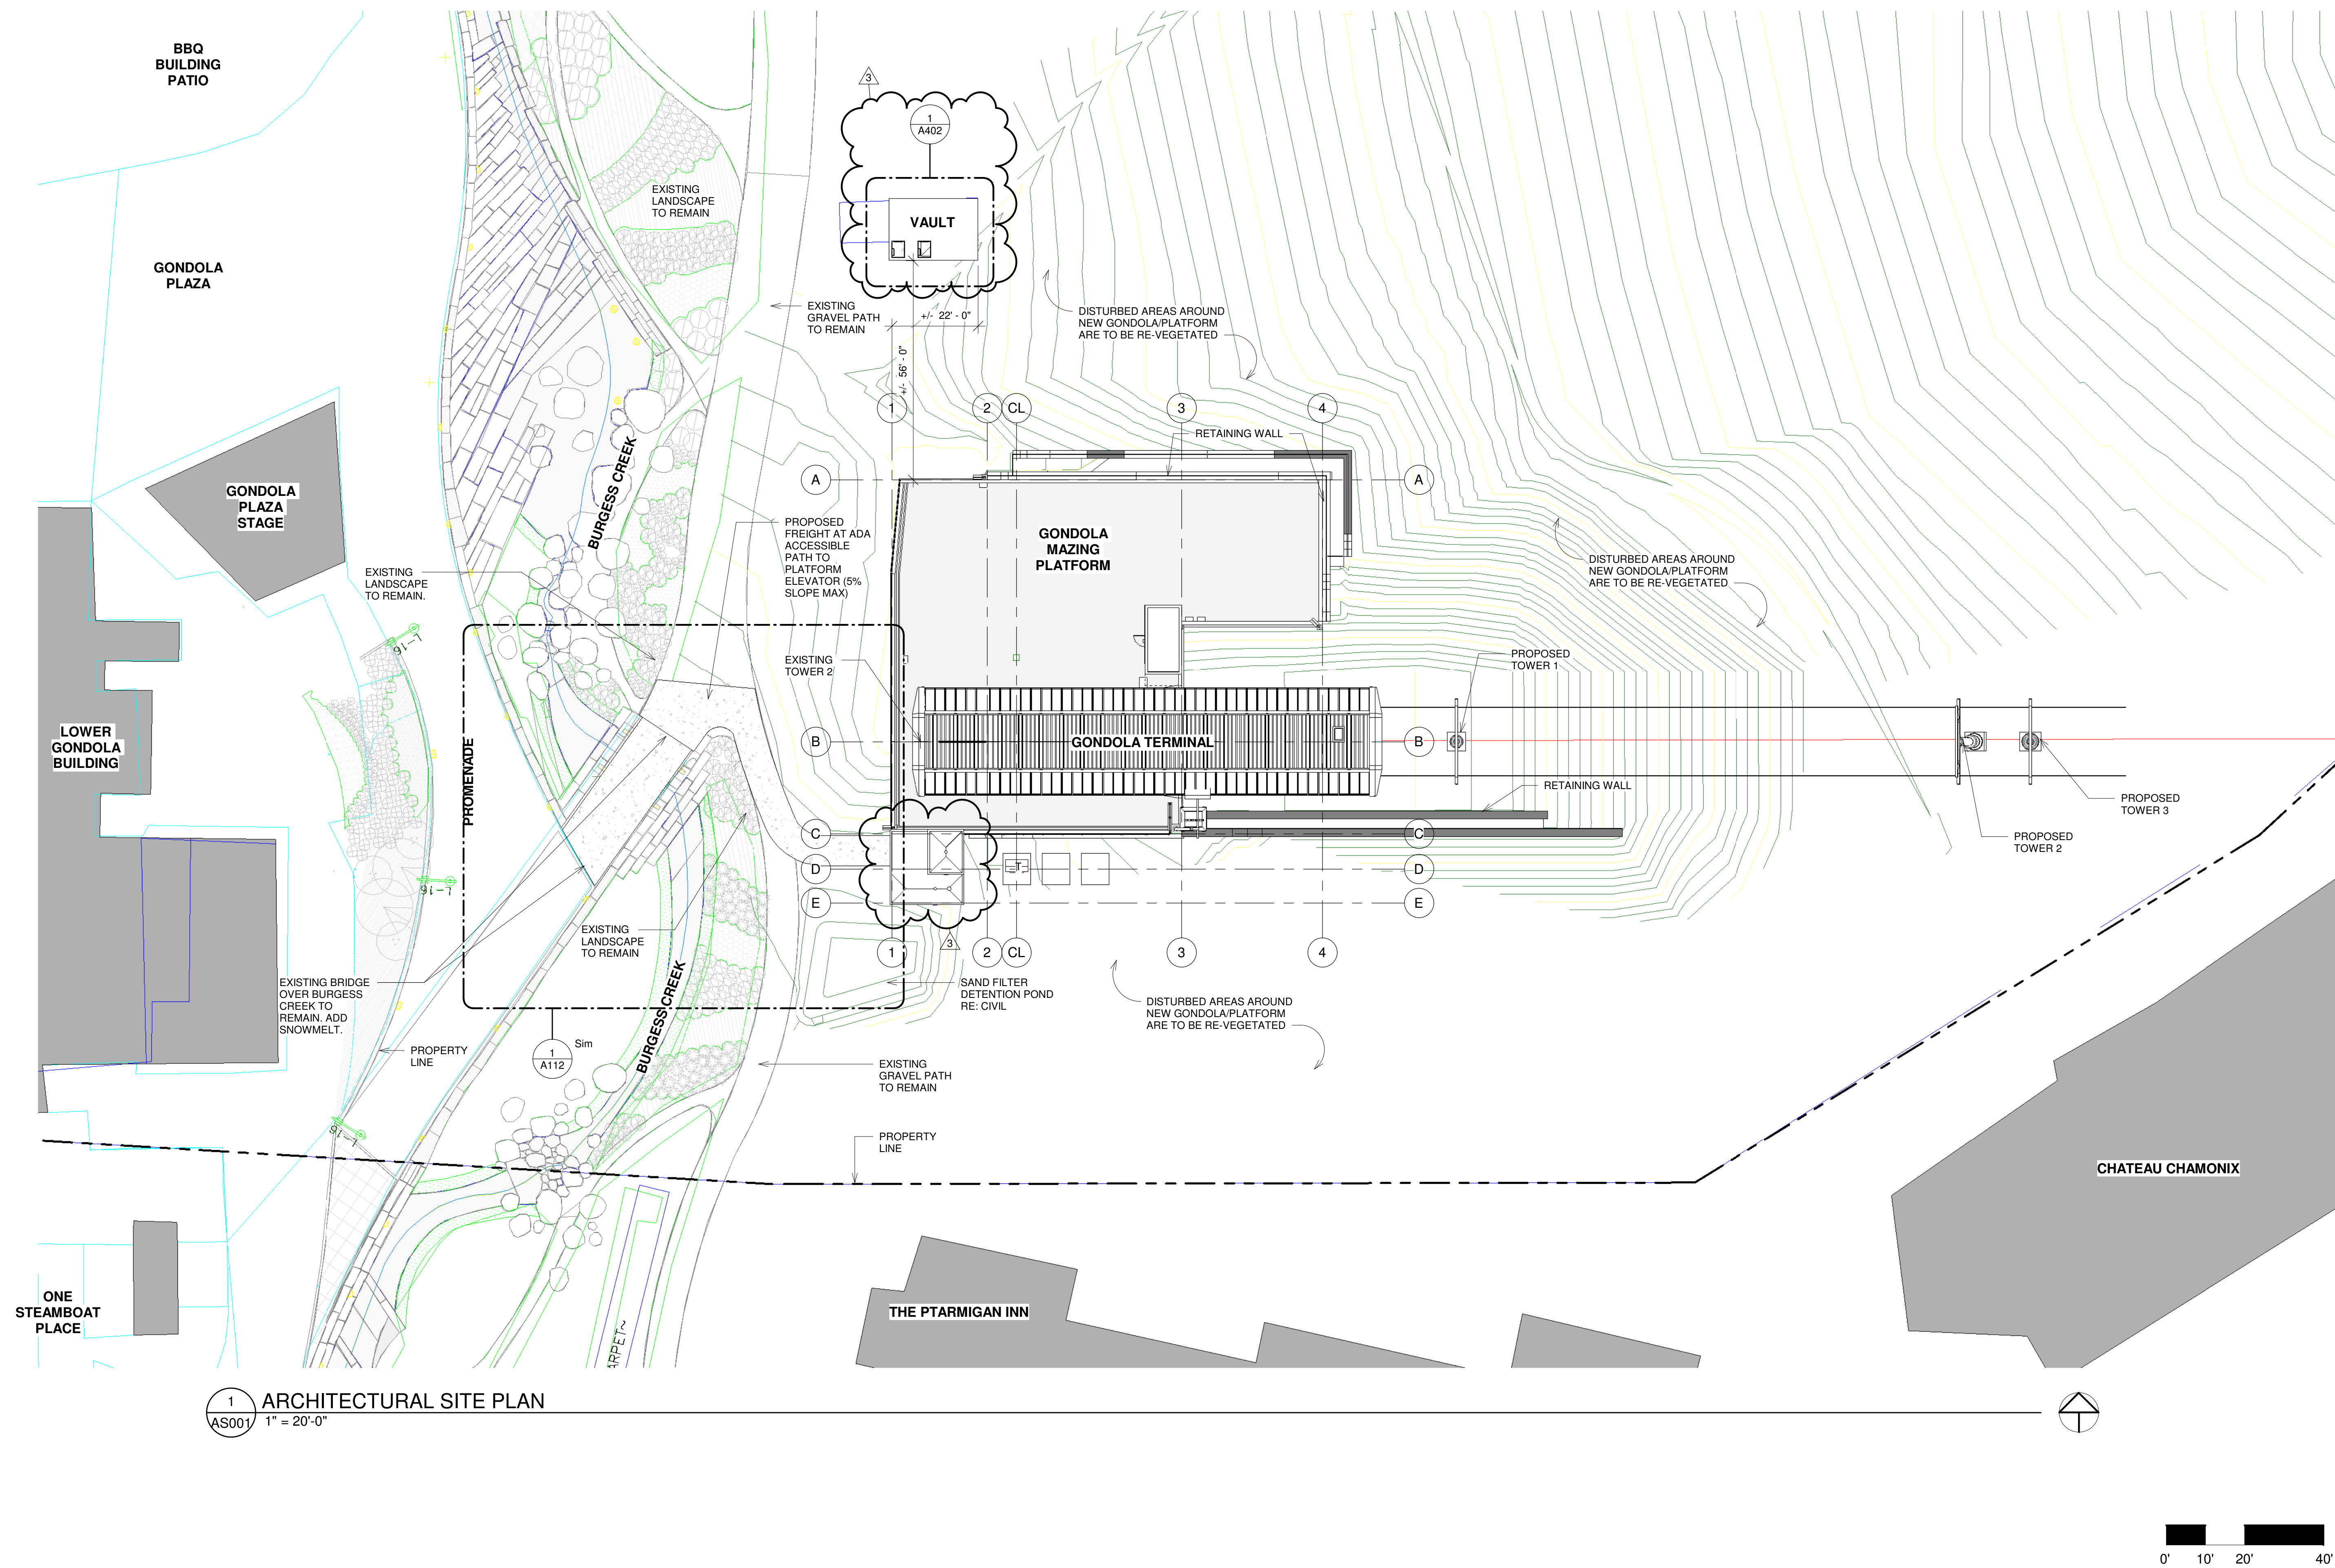 BBQ
BUILDING
PATIO
3
1
A402
EXISTING
LANDSCAPE
TO REMAIN
VAULT
GONDOLA
PLAZA
EXISTING
GRAVEL PATH
TO REMAIN
+/- 22' - 0"
DISTURBED AREAS AROUND
NEW GONDOLA/PLATFORM
ARE TO BE RE-VEGETATED
+/- 56' - 0"
1
2
CL
3
4
RETAINING WALL
A
A
BURGESS CREEK
GONDOLA
PLAZA
STAGE
PROPOSED
FREIGHT AT ADA
ACCESSIBLE
PATH TO
PLATFORM
ELEVATOR (5%
SLOPE MAX)
GONDOLA
MAZING
PLATFORM
EXISTING
LANDSCAPE
TO REMAIN.
DISTURBED AREAS AROUND
NEW GONDOLA/PLATFORM
ARE TO BE RE-VEGETATED
L-16
EXISTING
TOWER 2
PROPOSED
TOWER 1
LOWER
GONDOLA
BUILDING
PROMENADE
B
GONDOLA TERMINAL
B
RETAINING WALL
PROPOSED
TOWER 3
PROPOSED
TOWER 2
C
C
D
T
D
L-16
E
E
EXISTING
LANDSCAPE
TO REMAIN
3
1
2
CL
3
4
EXISTING BRIDGE
OVER BURGESS
CREEK TO
REMAIN. ADD
SNOWMELT.
SAND FILTER
DETENTION POND
RE: CIVIL
DISTURBED AREAS AROUND
NEW GONDOLA/PLATFORM
ARE TO BE RE-VEGETATED
BURGESS CREEK
PROPERTY
LINE
1
A112
Sim
EXISTING
GRAVEL PATH
TO REMAIN
L-16
PROPERTY
LINE
CHATEAU CHAMONIX
ONE
STEAMBOAT
PLACE
THE PTARMIGAN INN
ARPET~
1
AS001
ARCHITECTURAL SITE PLAN
1" = 20'-0"
0'
10'
20'
40'